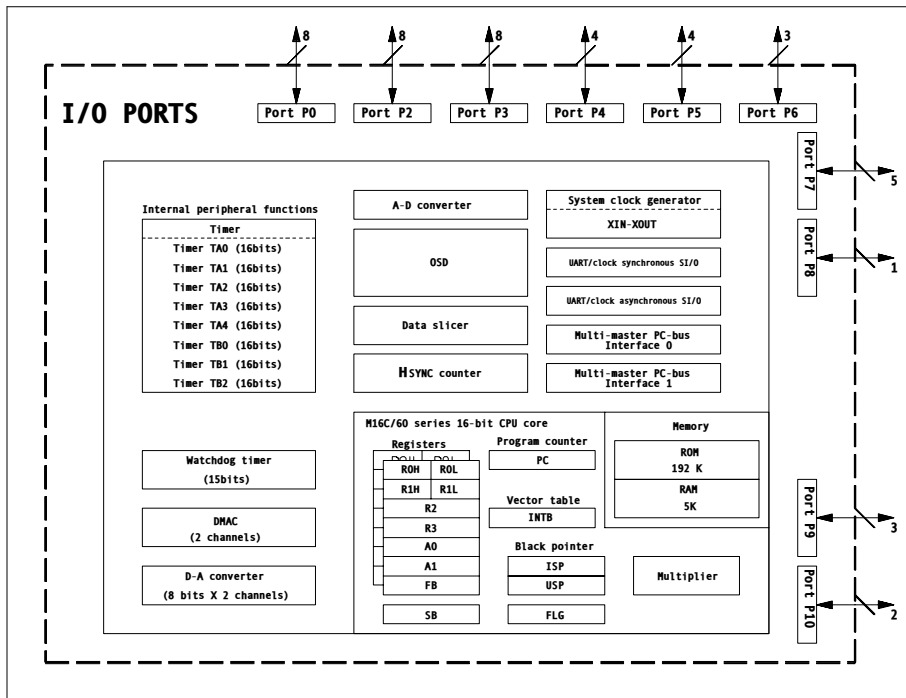 8 8 8 4 4 3
I/O PORTS
Port P0 Port P2 Port P3 Port P4 Port P5 Port P6
Port P7
5
Port P8
1
Internal peripheral functions
Timer
Timer TA0 (16bits)
Timer TA1 (16bits)
Timer TA2 (16bits)
Timer TA3 (16bits)
Timer TA4 (16bits)
Timer TB0 (16bits)
Timer TB1 (16bits)
Timer TB2 (16bits)
A-D converter
OSD
Data slicer
HSYNC counter
System clock generator
XIN-XOUT
UART/clock synchronous SI/O
UART/clock asynchronous SI/O
Multi-master PC-bus
Interface 0
Multi-master PC-bus
Interface 1
Watchdog timer
(15bits)
DMAC
(2 channels)
D-A converter
(8 bits X 2 channels)
M16C/60 series 16-bit CPU core
Registers
R0H R0L
R1H R1L
R2
R3
A0
A1
FB
SB
Program counter
PC
Vector table
INTB
Black pointer
ISP
USP
FLG
Memory
ROM
192 K
RAM
5K
Multiplier
Port P9
3
Port P10
2